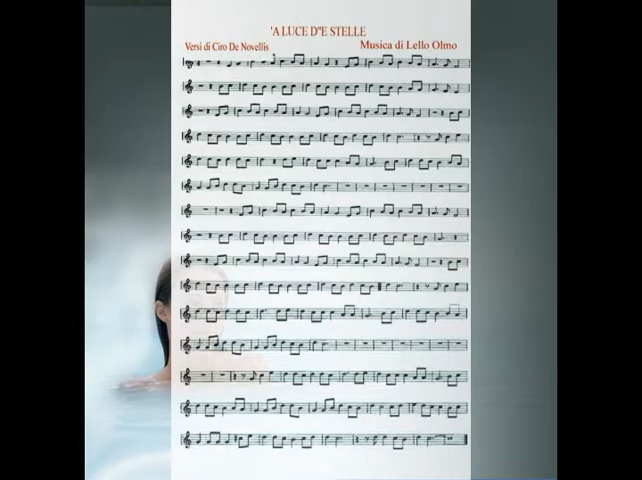 'A LUCE D"E STELLE
Versi di Ciro De Novellis
Musica di Lello Olmo